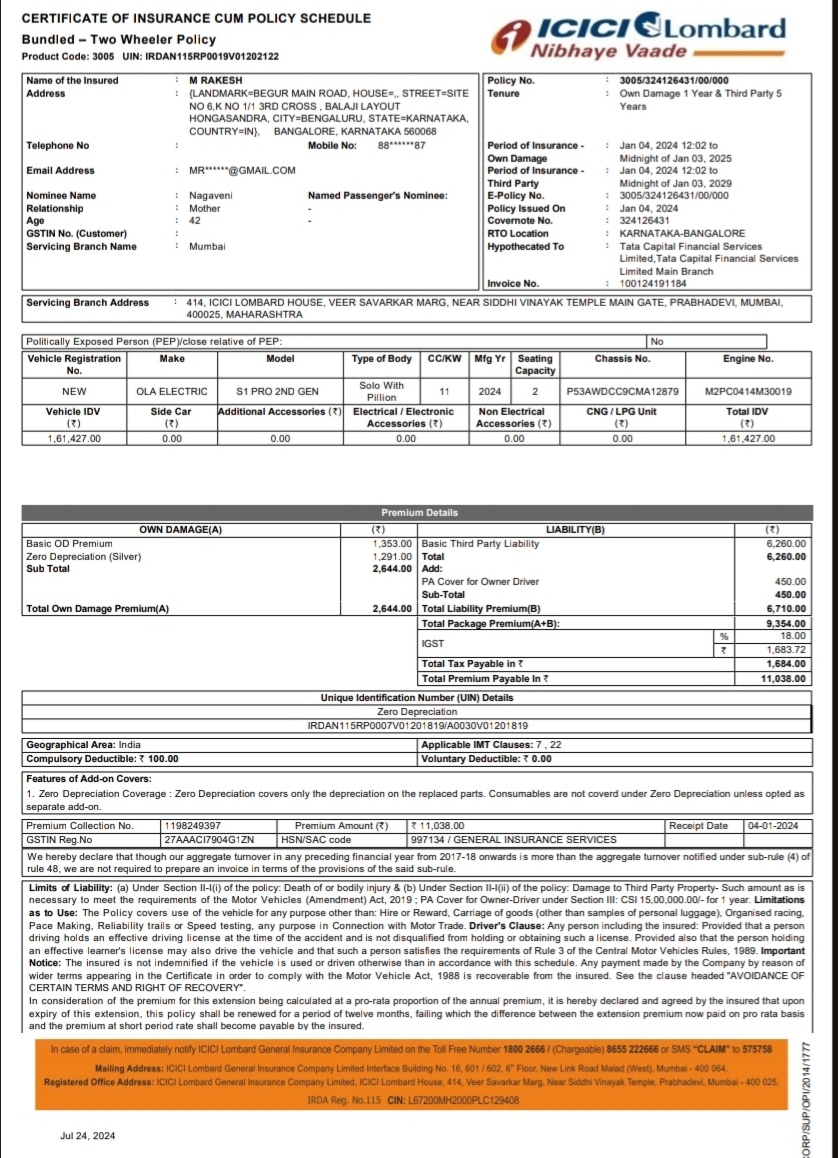 CERTIFICATE OF INSURANCE CUM POLICY SCHEDULE
Bundled – Two Wheeler Policy
Product Code: 3005 UIN: IRDAN115RP0019V01202122
ICICI Lombard
Nibhaye Vaade
Name of the Insured : M RAKESH
Address : {LANDMARK=BEGUR MAIN ROAD, HOUSE=,, STREET=SITE
NO 6,K NO 1/1 3RD CROSS , BALAJI LAYOUT
HONGASANDRA, CITY=BENGALURU, STATE=KARNATAKA,
COUNTRY=IN}, BANGALORE, KARNATAKA 560068
Telephone No : Mobile No: 88******87
Email Address : MR******@GMAIL.COM
Nominee Name : Nagaveni Named Passenger's Nominee:
Relationship : Mother -
Age : 42 -
GSTIN No. (Customer) :
Servicing Branch Name : Mumbai
Policy No. : 3005/324126431/00/000
Tenure : Own Damage 1 Year & Third Party 5
Years
Period of Insurance - : Jan 04, 2024 12:02 to
Own Damage Midnight of Jan 03, 2025
Period of Insurance - : Jan 04, 2024 12:02 to
Third Party Midnight of Jan 03, 2029
E-Policy No. : 3005/324126431/00/000
Policy Issued On : Jan 04, 2024
Covernote No. : 324126431
RTO Location : KARNATAKA-BANGALORE
Hypothecated To : Tata Capital Financial Services
Limited,Tata Capital Financial Services
Limited Main Branch
Invoice No. : 100124191184
Servicing Branch Address : 414, ICICI LOMBARD HOUSE, VEER SAVARKAR MARG, NEAR SIDDHI VINAYAK TEMPLE MAIN GATE, PRABHADEVI, MUMBAI,
400025, MAHARASHTRA
Politically Exposed Person (PEP)/close relative of PEP: No
Vehicle Registration No. Make Model Type of Body CC/KW Mfg Yr Seating Capacity Chassis No. Engine No.
NEW OLA ELECTRIC S1 PRO 2ND GEN Solo With Pillion 11 2024 2 P53AWDCC9CMA12879 M2PC0414M30019
Vehicle IDV (₹) Side Car (₹) Additional Accessories (₹) Electrical / Electronic Accessories (₹) Non Electrical Accessories (₹) CNG / LPG Unit (₹) Total IDV (₹)
1,61,427.00 0.00 0.00 0.00 0.00 0.00 1,61,427.00
Premium Details
OWN DAMAGE(A) (₹) LIABILITY(B) (₹)
Basic OD Premium 1,353.00 Basic Third Party Liability 6,260.00
Zero Depreciation (Silver) 1,291.00 Total 6,260.00
Sub Total 2,644.00 Add:
PA Cover for Owner Driver 450.00
Sub-Total 450.00
Total Own Damage Premium(A) 2,644.00 Total Liability Premium(B) 6,710.00
Total Package Premium(A+B): 9,354.00
IGST % 18.00
₹ 1,683.72
Total Tax Payable in ₹ 1,684.00
Total Premium Payable In ₹ 11,038.00
Unique Identification Number (UIN) Details
Zero Depreciation
IRDAN115RP0007V01201819/A0030V01201819
Geographical Area: India Applicable IMT Clauses: 7 , 22
Compulsory Deductible: ₹ 100.00 Voluntary Deductible: ₹ 0.00
Features of Add-on Covers:
1. Zero Depreciation Coverage : Zero Depreciation covers only the depreciation on the replaced parts. Consumables are not coverd under Zero Depreciation unless opted as
separate add-on.
Premium Collection No. 1198249397 Premium Amount (₹) ₹ 11,038.00 Receipt Date 04-01-2024
GSTIN Reg.No 27AAACI7904G1ZN HSN/SAC code 997134 / GENERAL INSURANCE SERVICES
We hereby declare that though our aggregate turnover in any preceding financial year from 2017-18 onwards is more than the aggregate turnover notified under sub-rule (4) of
rule 48, we are not required to prepare an invoice in terms of the provisions of the said sub-rule.
Limits of Liability: (a) Under Section II-I(i) of the policy: Death of or bodily injury & (b) Under Section II-I(ii) of the policy: Damage to Third Party Property- Such amount as is
necessary to meet the requirements of the Motor Vehicles (Amendment) Act, 2019 ; PA Cover for Owner-Driver under Section III: CSI 15,00,000.00/- for 1 year. Limitations
as to Use: The Policy covers use of the vehicle for any purpose other than: Hire or Reward, Carriage of goods (other than samples of personal luggage), Organised racing,
Pace Making, Reliability trails or Speed testing, any purpose in Connection with Motor Trade. Driver's Clause: Any person including the insured: Provided that a person
driving holds an effective driving license at the time of the accident and is not disqualified from holding or obtaining such a license. Provided also that the person holding
an effective learner's license may also drive the vehicle and that such a person satisfies the requirements of Rule 3 of the Central Motor Vehicles Rules, 1989. Important
Notice: The insured is not indemnified if the vehicle is used or driven otherwise than in accordance with this schedule. Any payment made by the Company by reason of
wider terms appearing in the Certificate in order to comply with the Motor Vehicle Act, 1988 is recoverable from the insured. See the clause headed "AVOIDANCE OF
CERTAIN TERMS AND RIGHT OF RECOVERY".
In consideration of the premium for this extension being calculated at a pro-rata proportion of the annual premium, it is hereby declared and agreed by the insured that upon
expiry of this extension, this policy shall be renewed for a period of twelve months, failing which the difference between the extension premium now paid on pro rata basis
and the premium at short period rate shall become payable by the insured.
In case of a claim, immediately notify ICICI Lombard General Insurance Company Limited on the Toll Free Number 1800 2666 / (Chargeable) 8655 222666 or SMS “CLAIM” to 575758
Mailing Address: ICICI Lombard General Insurance Company Limited Interface Building No. 16, 601 / 602, 6th Floor, New Link Road Malad (West), Mumbai - 400 064.
Registered Office Address: ICICI Lombard General Insurance Company Limited, ICICI Lombard House, 414, Veer Savarkar Marg, Near Siddhi Vinayak Temple, Prabhadevi, Mumbai - 400 025.
IRDA Reg. No.115 CIN: L67200MH2000PLC129408
CORP/SUP/OPI/2014/1777
Jul 24, 2024